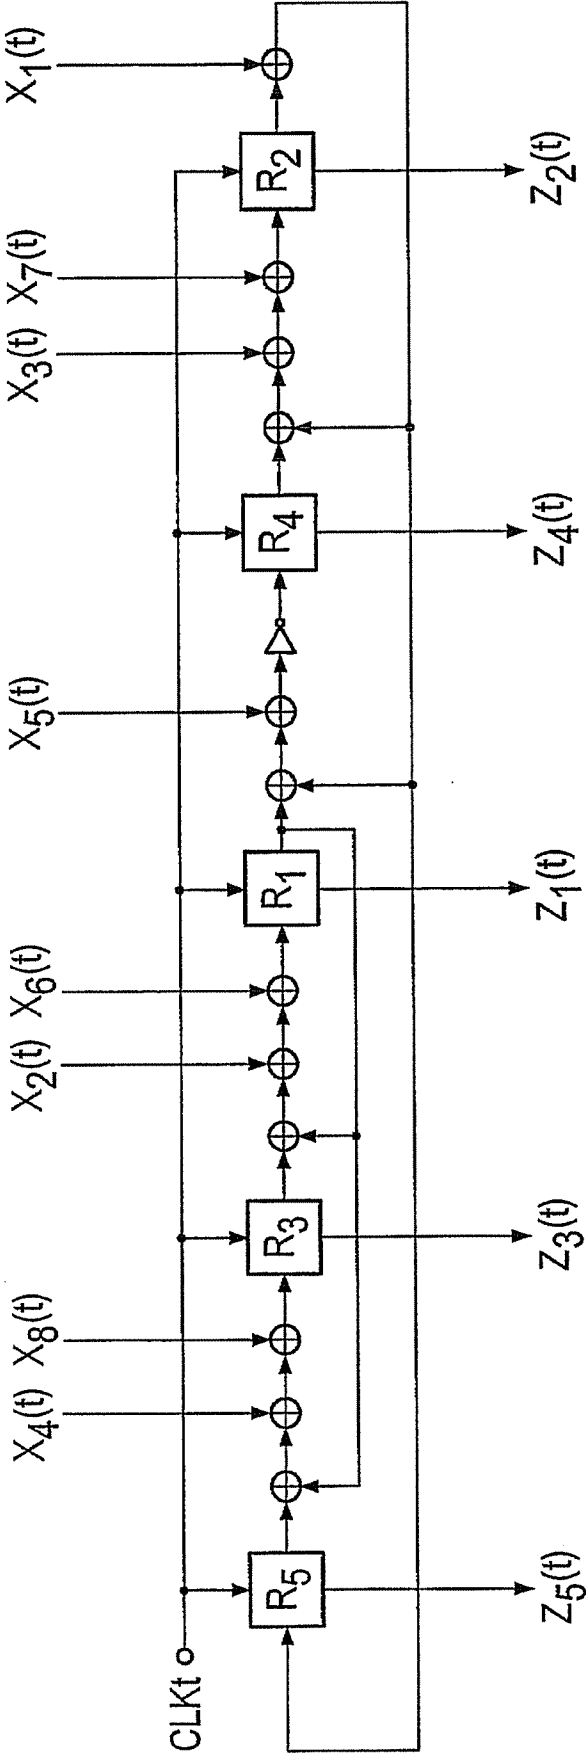 CLKt
X₄(t) X₈(t) X₂(t) X₆(t) X₅(t) X₃(t) X₇(t) X₁(t)
R₅ R₃ R₁ R₄ R₂
Z₅(t) Z₃(t) Z₁(t) Z₄(t) Z₂(t)